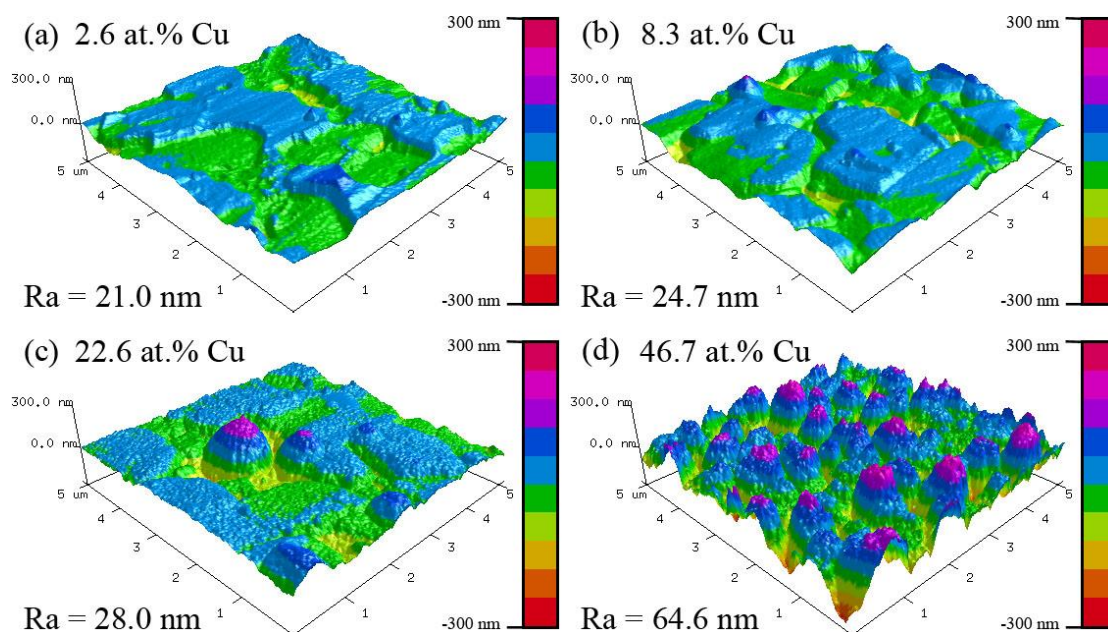 (a) 2.6 at.% Cu
300 nm
300.0 nm
0.0 nm
5 um
4
3
2
1
1
2
3
4
5
-300 nm
Ra = 21.0 nm
(b) 8.3 at.% Cu
300 nm
300.0 nm
0.0 nm
5 um
4
3
2
1
1
2
3
4
5
-300 nm
Ra = 24.7 nm
(c) 22.6 at.% Cu
300 nm
300.0 nm
0.0 nm
5 um
4
3
2
1
1
2
3
4
5
-300 nm
Ra = 28.0 nm
(d) 46.7 at.% Cu
300 nm
300.0 nm
0.0 nm
5 um
4
3
2
1
1
2
3
4
5
-300 nm
Ra = 64.6 nm